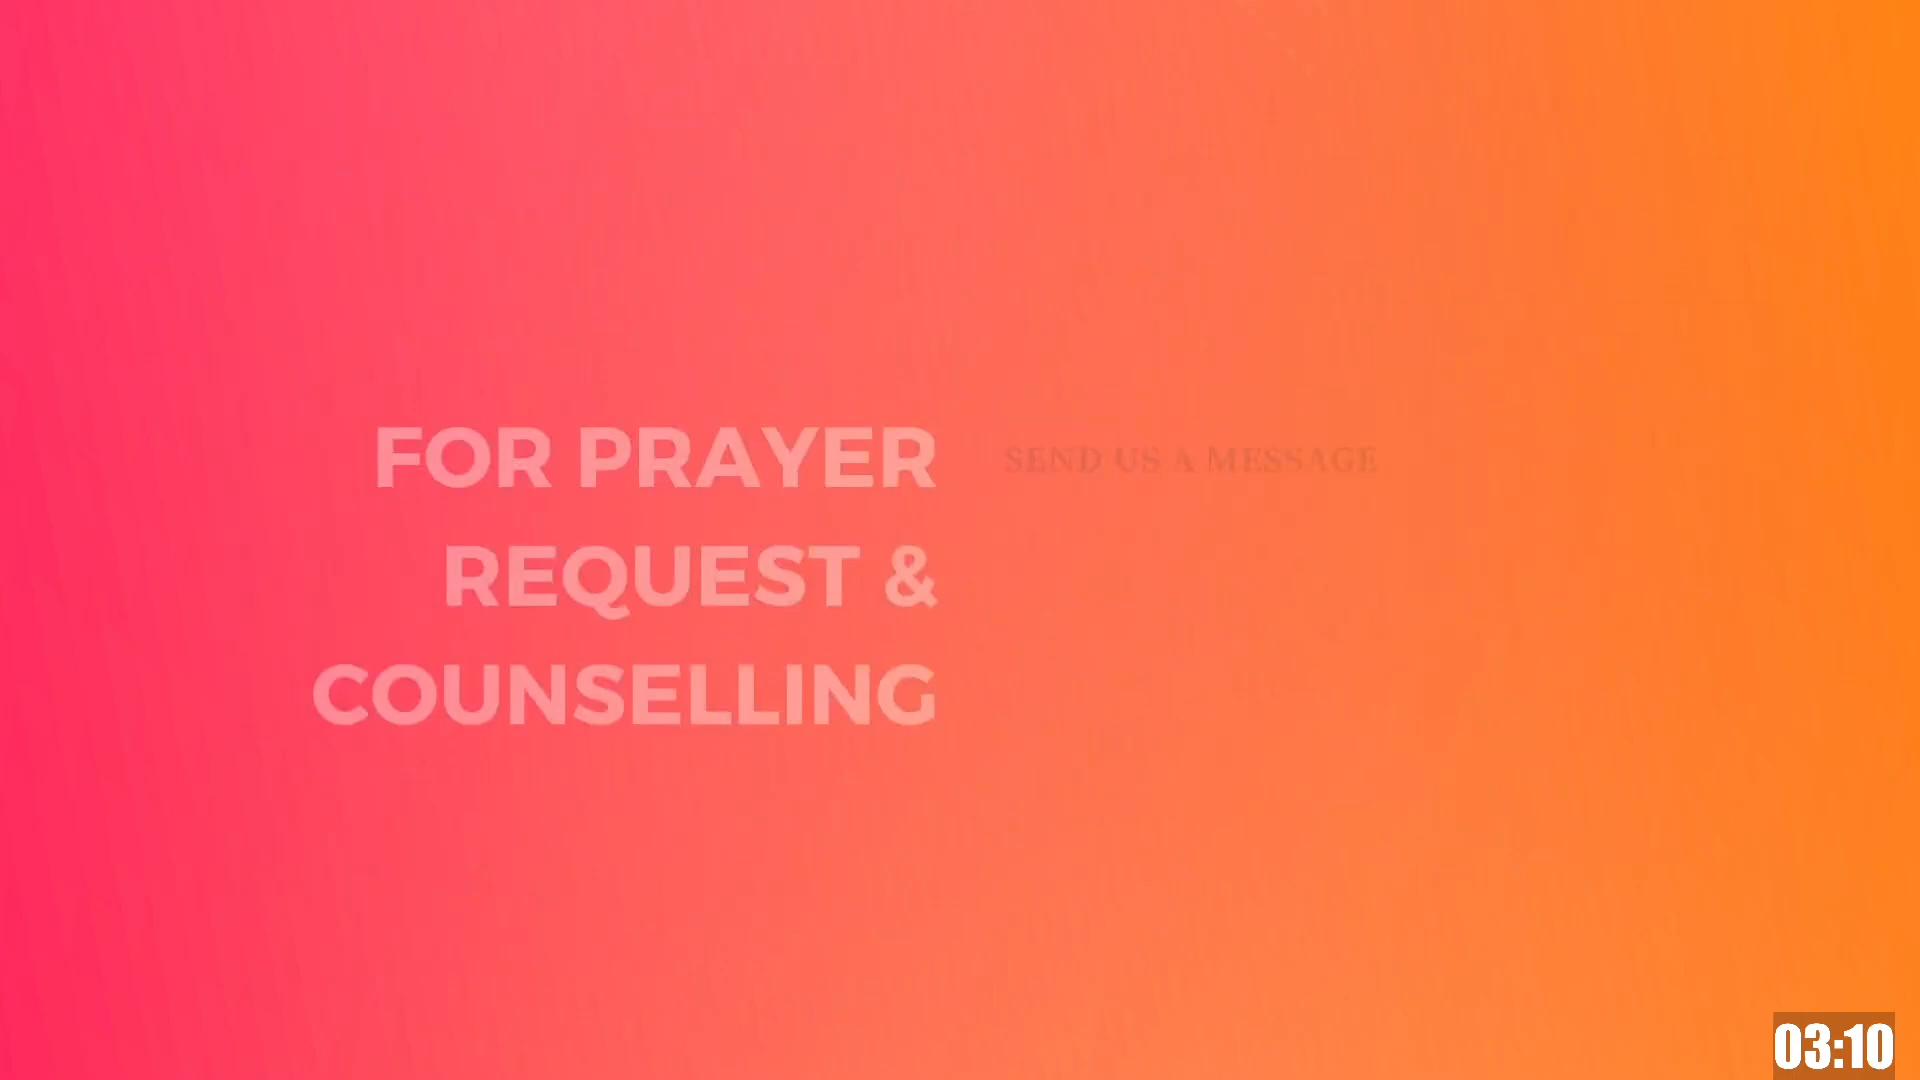 FOR PRAYER
REQUEST &
COUNSELLING
SEND US A MESSAGE
03:10